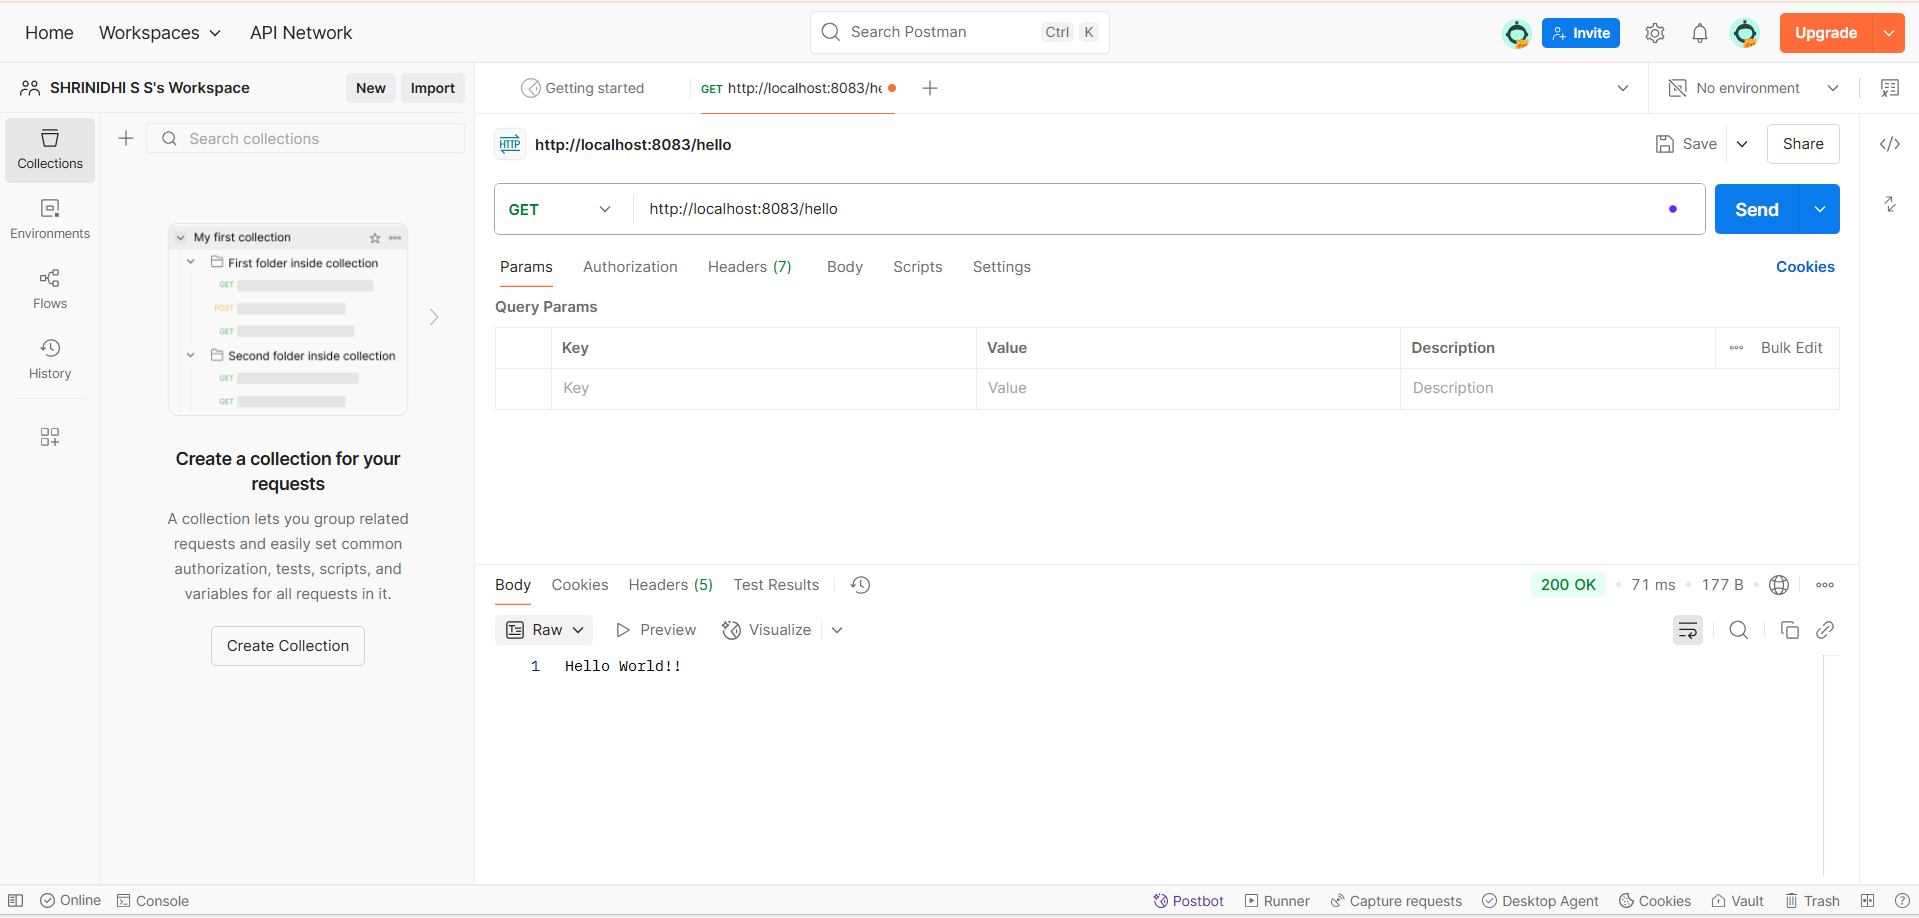 Home Workspaces API Network Search Postman Ctrl K Invite Upgrade
SHRINIDHI S S's Workspace New Import Getting started GET http://localhost:8083/he No environment
Collections
Search collections
HTTP http://localhost:8083/hello Save Share
Environments
GET http://localhost:8083/hello Send
Flows
History
My first collection
First folder inside collection
GET
POST
GET
Second folder inside collection
GET
GET
Create a collection for your
requests
A collection lets you group related
requests and easily set common
authorization, tests, scripts, and
variables for all requests in it.
Create Collection
Params Authorization Headers (7) Body Scripts Settings Cookies
Query Params
Key Value Description Bulk Edit
Key Value Description
Body Cookies Headers (5) Test Results 200 OK 71 ms 177 B
Raw Preview Visualize
1 Hello World!!
Online Console Postbot Runner Capture requests Desktop Agent Cookies Vault Trash